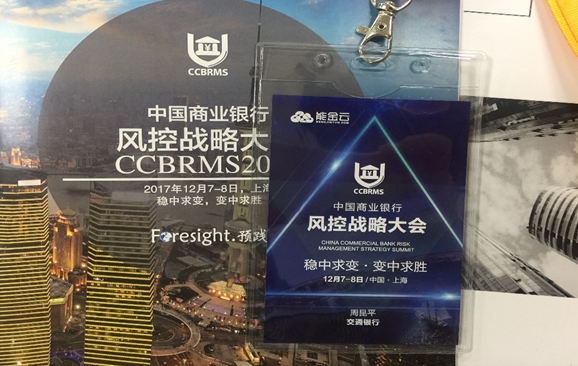 CCBRMS
中国商业银行
风控战略大
CCBRMS20
2017年12月7-8日，上海
稳中求变，变中求胜
Foresight.预践
能金云
CCBRMS
中国商业银行
风控战略大会
CHINA COMMERCIAL BANK RISK
MANAGEMENT STRATEGY SUMMIT
稳中求变·变中求胜
12月7-8日/中国·上海
周昆平
交通银行